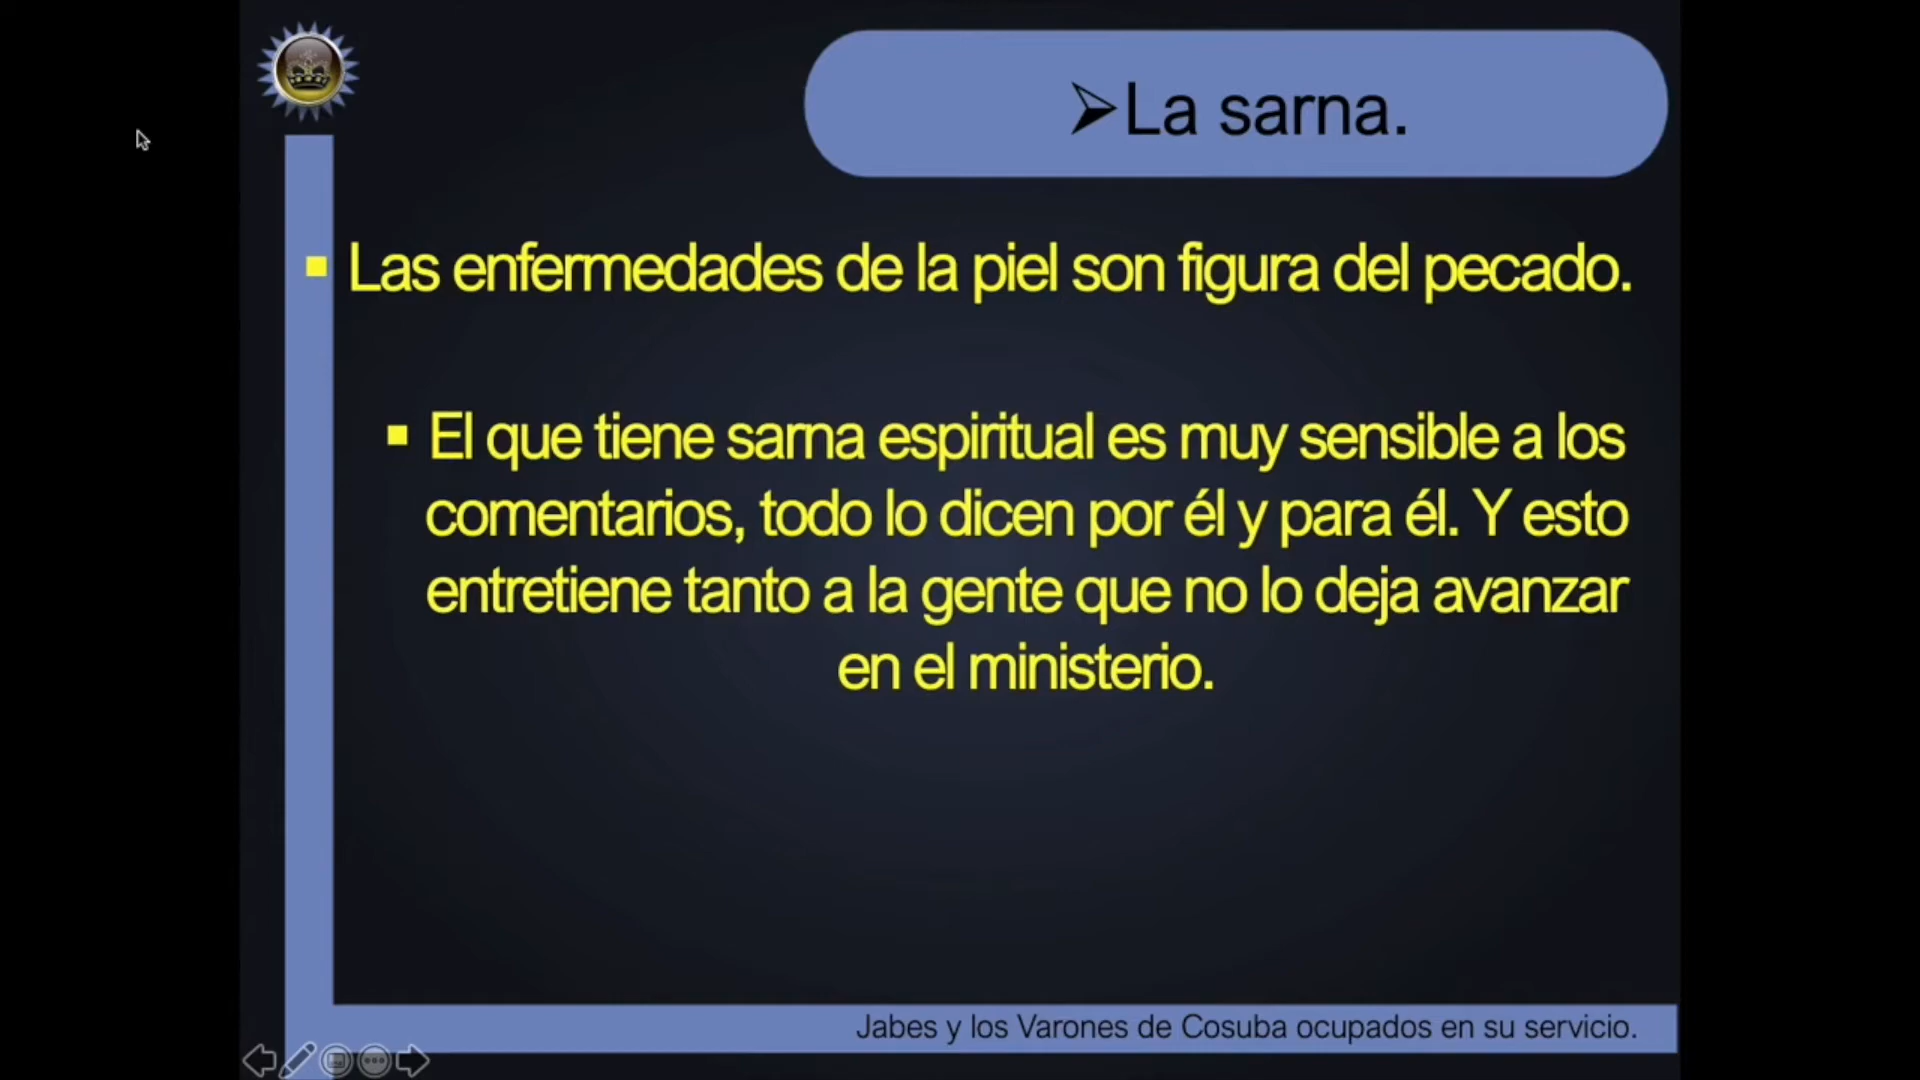 ➢La sarna.
▪ Las enfermedades de la piel son figura del pecado.
▪ El que tiene sarna espiritual es muy sensible a los
comentarios, todo lo dicen por él y para él. Y esto
entretiene tanto a la gente que no lo deja avanzar
en el ministerio.
Jabes y los Varones de Cosuba ocupados en su servicio.